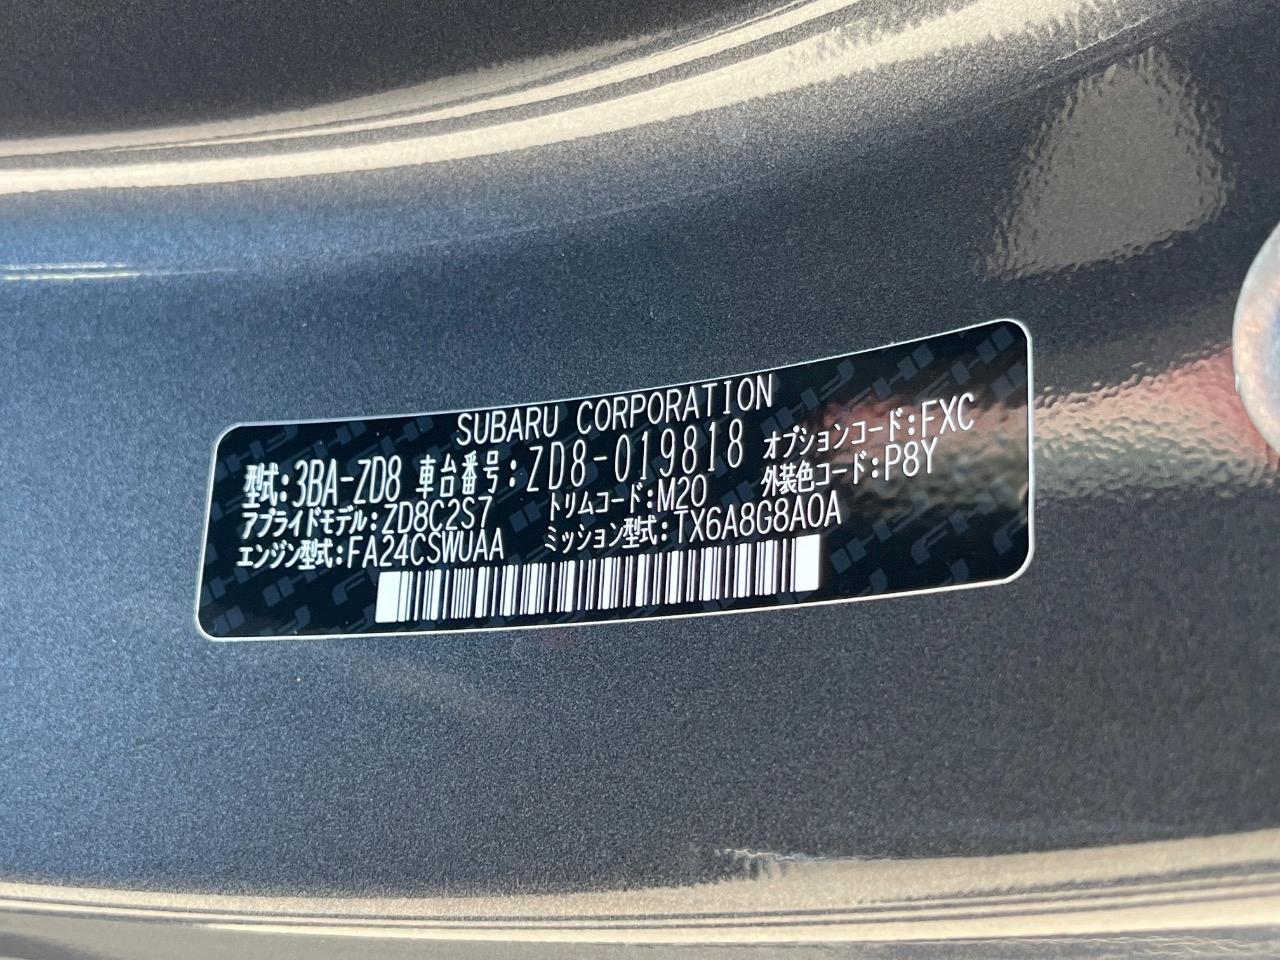 SUBARU CORPORATION
型式:3BA-ZD8 車台番号:ZD8-019818 オプションコード:FXC
アプライドモデル:ZD8C2S7 トリムコード:M20 外装色コード:P8Y
エンジン型式:FA24CSWUAA ミッション型式:TX6A8G8A0A